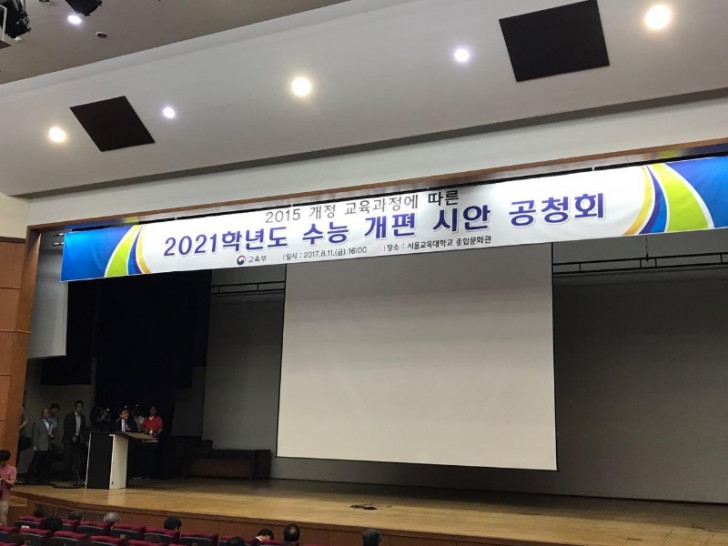 2015 개정 교육과정에 따른
2021학년도 수능 개편 시안 공청회
교육부 | 일시 : 2017.8.11.(금) 16:00 | 장소 : 서울교육대학교 종합문화관